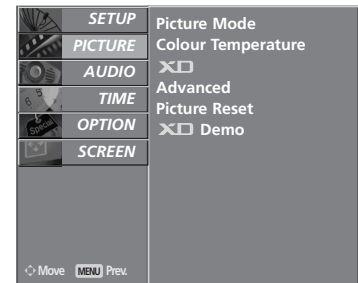 SETUP
PICTURE
AUDIO
TIME
OPTION
SCREEN
Move MENU Prev.
Picture Mode
Colour Temperature
XD
Advanced
Picture Reset
XD Demo